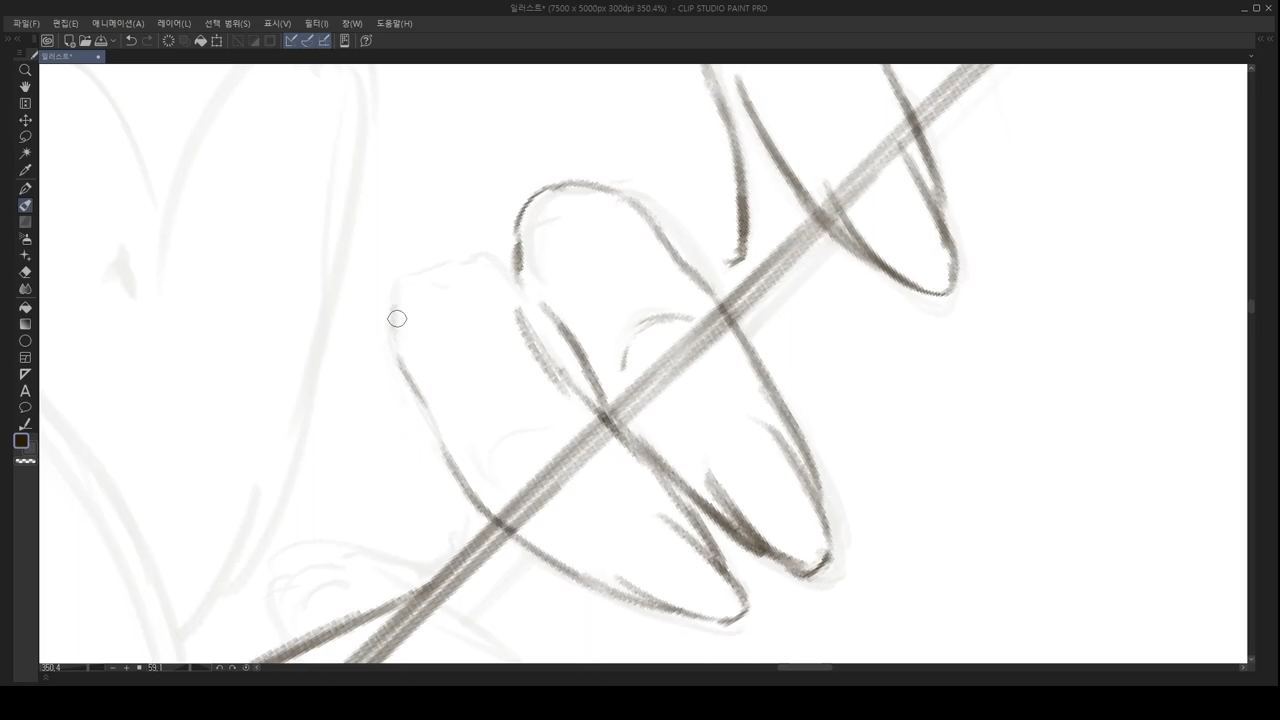 일러스트* (7500 x 5000px 300dpi 350.4%) - CLIP STUDIO PAINT PRO
파일(F) 편집(E) 애니메이션(A) 레이어(L) 선택 범위(S) 표시(V) 필터(I) 창(W) 도움말(H)
일러스트*
350.4 59.1